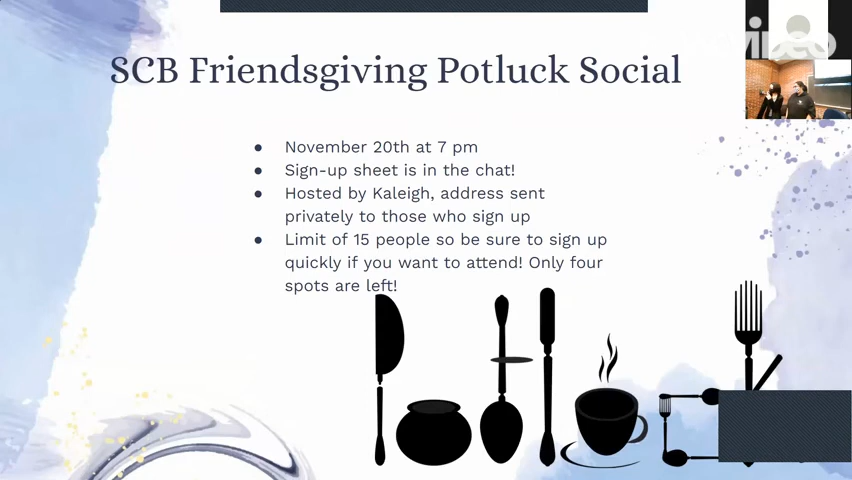 SCB Friendsgiving Potluck Social
● November 20th at 7 pm
● Sign-up sheet is in the chat!
● Hosted by Kaleigh, address sent
privately to those who sign up
● Limit of 15 people so be sure to sign up
quickly if you want to attend! Only four
spots are left!